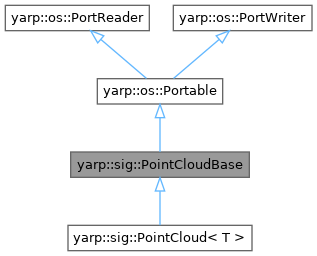 yarp::os::PortReader
yarp::os::PortWriter
yarp::os::Portable
yarp::sig::PointCloudBase
yarp::sig::PointCloud< T >